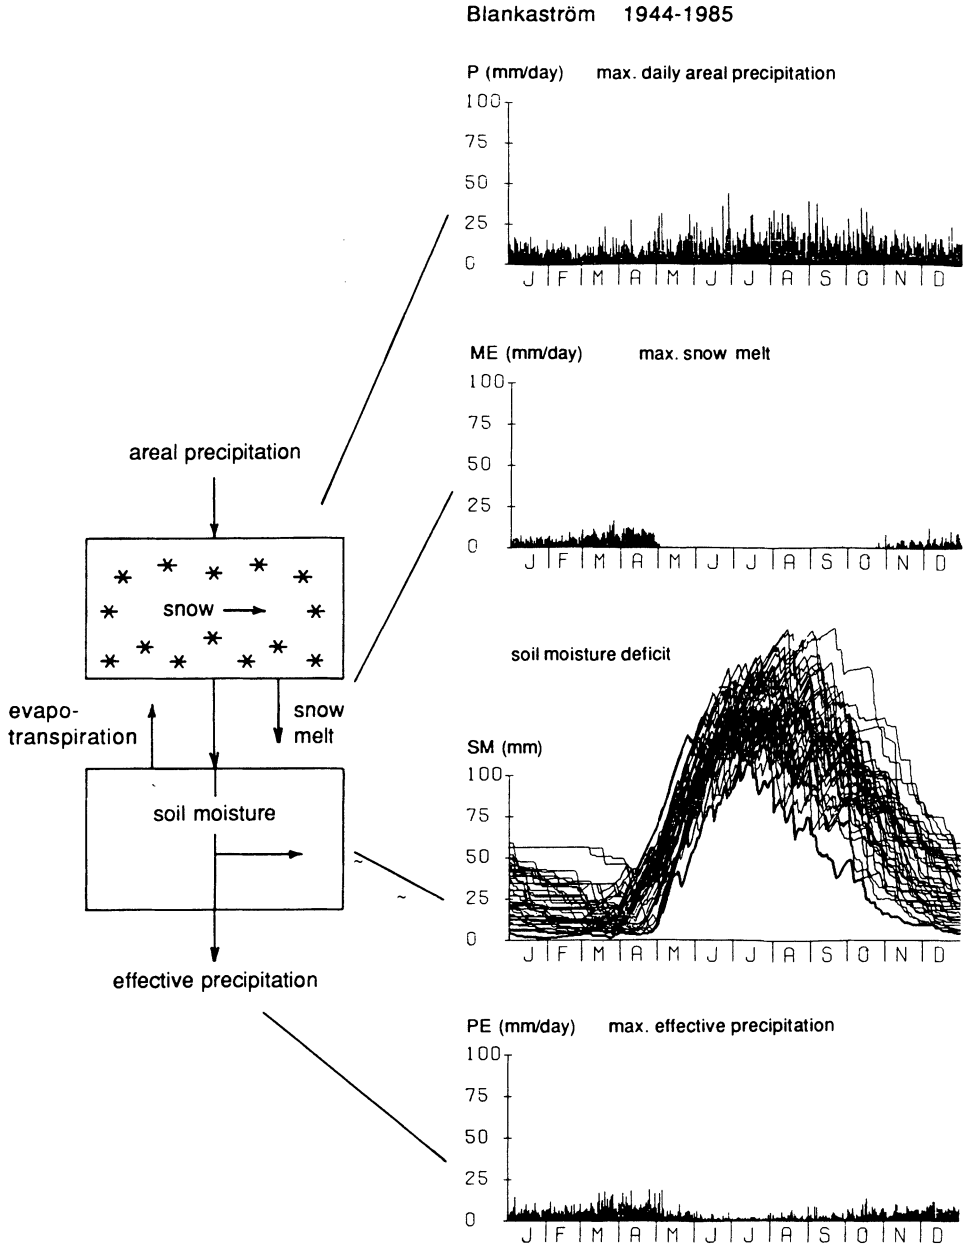 Blankaström 1944-1985
P (mm/day) max. daily areal precipitation
100
75
50
25
0
J F M A M J J A S O N D
ME (mm/day) max. snow melt
100
75
50
25
0
J F M A M J J A S O N D
areal precipitation
snow
evapo-
transpiration
snow
melt
soil moisture
effective precipitation
soil moisture deficit
SM (mm)
100
75
50
25
0
J F M A M J J A S O N D
PE (mm/day) max. effective precipitation
100
75
50
25
0
J F M A M J J A S O N D